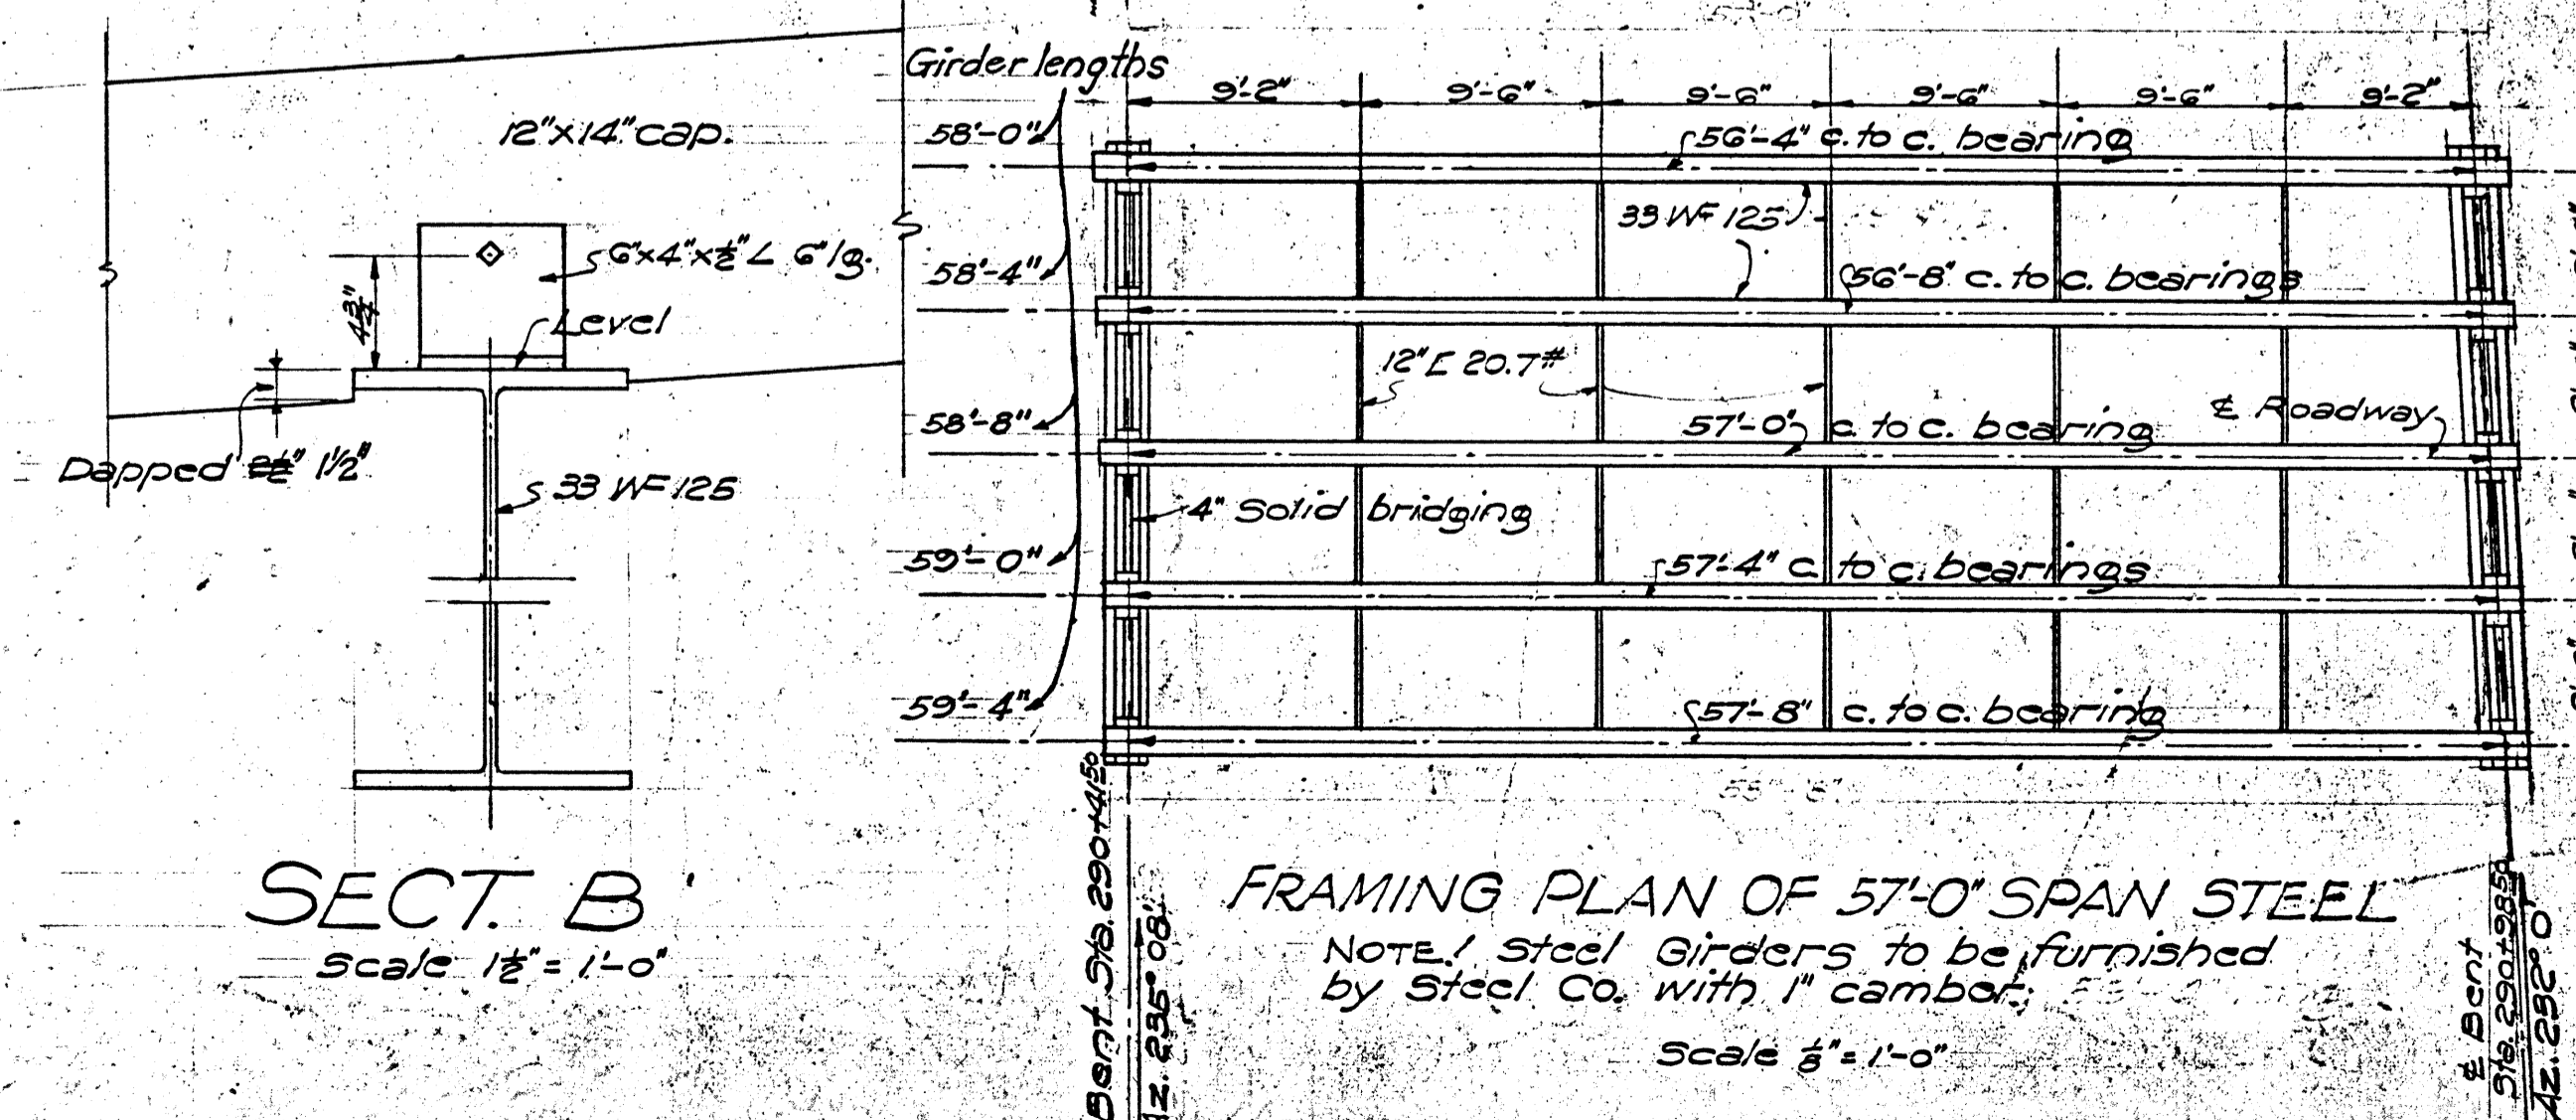 12"x14" cap.
6"x4"x½" L 6" lg.
4¾"
Level
Dapped 2½" 1½"
33 WF 125
SECT. B
Scale 1½" = 1'-0"
Girder lengths
58'-0"
58'-4"
58'-8"
59'-0"
59'-4"
9'-2"
9'-6"
9'-6"
9'-6"
9'-6"
9'-2"
56'-4" c. to c. bearing
33 WF 125
56'-8" c. to c. bearings
12" [ 20.7#
57'-0" c. to c. bearing
℄ Roadway
4" Solid bridging
57'-4" c. to c. bearings
57'-8" c. to c. bearing
Bent Sta. 290+41.50
Az. 235° 08'
FRAMING PLAN OF 57'-0" SPAN STEEL
NOTE! Steel Girders to be furnished
by Steel Co. with 1" camber.
Scale ⅛" = 1'-0"
℄ Bent
Sta. 290+98.50
Az. 232° 0